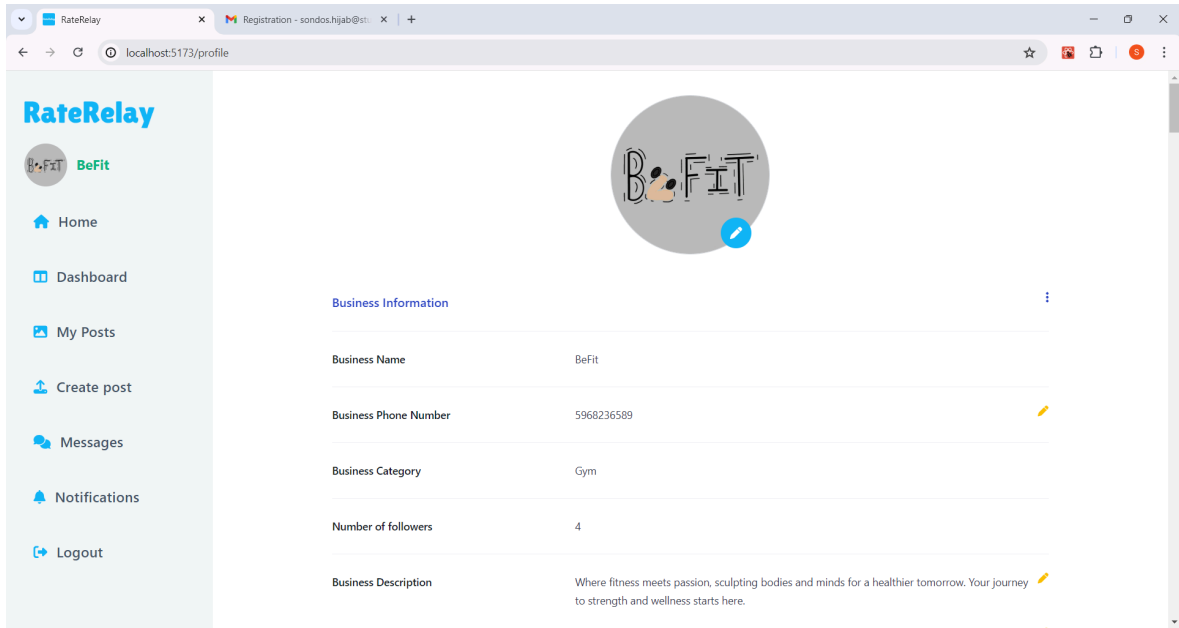 RateRelay
Registration - sondos.hijab@st
localhost:5173/profile
S
RateRelay
BeFiT
BeFit
Home
Dashboard
My Posts
Create post
Messages
Notifications
Logout
BeFiT
Business Information
Business Name
BeFit
Business Phone Number
5968236589
Business Category
Gym
Number of followers
4
Business Description
Where fitness meets passion, sculpting bodies and minds for a healthier tomorrow. Your journey
to strength and wellness starts here.